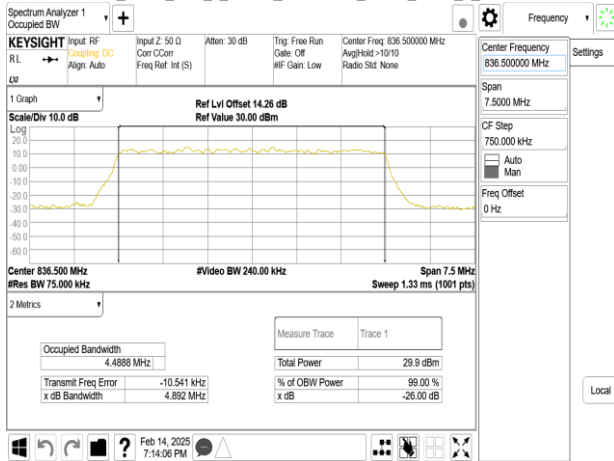 Spectrum Analyzer 1
Occupied BW
+
Frequency
KEYSIGHT
RL
LXI
Input: RF
Coupling: DC
Align: Auto
Input Z: 50 Ω
Corr CCorr
Freq Ref: Int (S)
Atten: 30 dB
Trig: Free Run
Gate: Off
#IF Gain: Low
Center Freq: 836.500000 MHz
Avg|Hold:>10/10
Radio Std: None
Center Frequency
836.500000 MHz
Settings
Span
7.5000 MHz
CF Step
750.000 kHz
Auto
Man
Freq Offset
0 Hz
Local
1 Graph
Scale/Div 10.0 dB
Ref Lvl Offset 14.26 dB
Ref Value 30.00 dBm
Log
20.0
10.0
0.00
-10.0
-20.0
-30.0
-40.0
-50.0
-60.0
Center 836.500 MHz
#Res BW 75.000 kHz
#Video BW 240.00 kHz
Span 7.5 MHz
Sweep 1.33 ms (1001 pts)
2 Metrics
Measure Trace Trace 1
Occupied Bandwidth
4.4888 MHz
Total Power 29.9 dBm
Transmit Freq Error -10.541 kHz
% of OBW Power 99.00 %
x dB Bandwidth 4.892 MHz
x dB -26.00 dB
?
Feb 14, 2025
7:14:06 PM